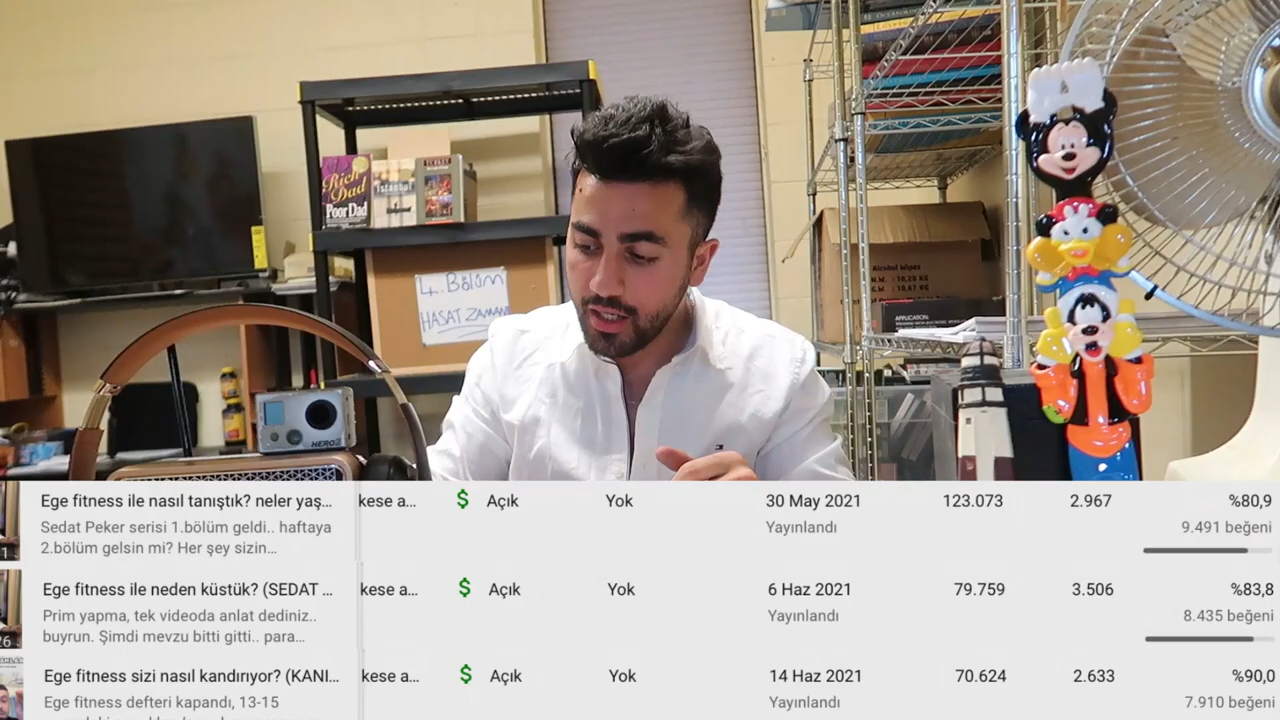 Rich
Dad
Poor Dad
Istanbul
TURKEY
4. Bölüm
HASAT ZAMANI
HERO
Alcohol Wipes
APPLICATION:
Ege fitness ile nasıl tanıştık? neler yaş... kese a... $ Açık Yok 30 May 2021 123.073 2.967 %80,9
Sedat Peker serisi 1.bölüm geldi.. haftaya Yayınlandı 9.491 beğeni
2.bölüm gelsin mi? Her şey sizin...
Ege fitness ile neden küstük? (SEDAT ... kese a... $ Açık Yok 6 Haz 2021 79.759 3.506 %83,8
Prim yapma, tek videoda anlat dediniz.. Yayınlandı 8.435 beğeni
buyrun. Şimdi mevzu bitti gitti.. para...
Ege fitness sizi nasıl kandırıyor? (KANI... kese a... $ Açık Yok 14 Haz 2021 70.624 2.633 %90,0
Ege fitness defteri kapandı, 13-15 Yayınlandı 7.910 beğeni